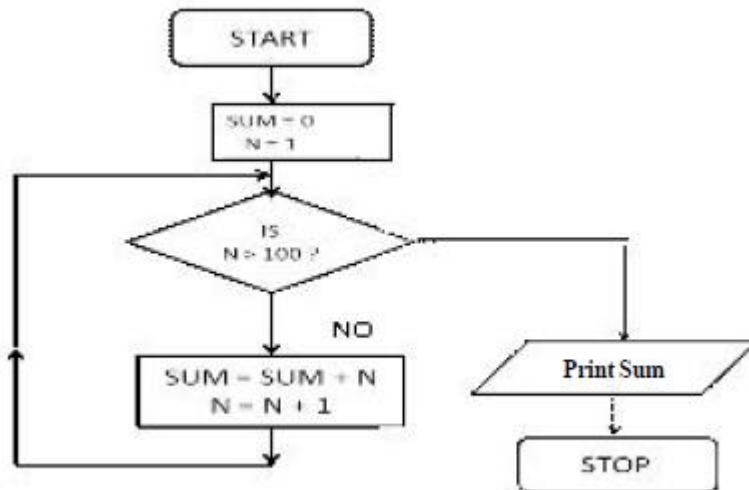 START
SUM = 0
N = 1
IS
N > 100 ?
NO
SUM = SUM + N
N = N + 1
Print Sum
STOP